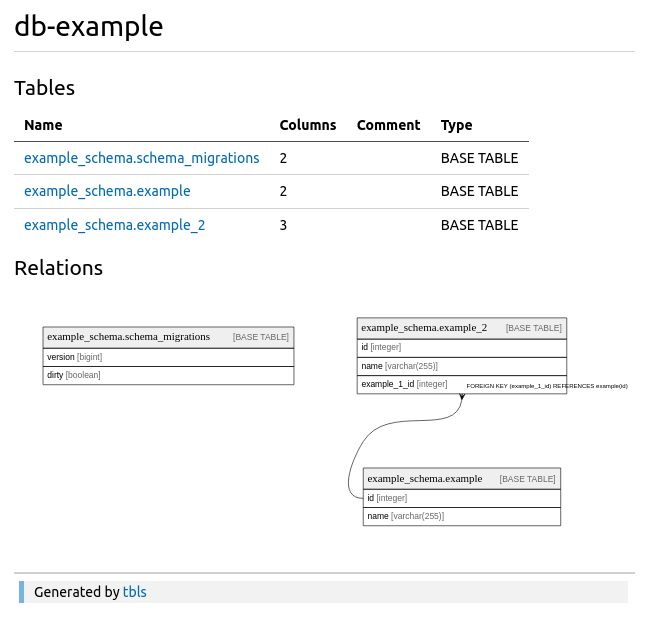 db-example
Tables
Name Columns Comment Type
example_schema.schema_migrations 2 BASE TABLE
example_schema.example 2 BASE TABLE
example_schema.example_2 3 BASE TABLE
Relations
example_schema.schema_migrations [BASE TABLE]
version [bigint]
dirty [boolean]
example_schema.example_2 [BASE TABLE]
id [integer]
name [varchar(255)]
example_1_id [integer]
FOREIGN KEY (example_1_id) REFERENCES example(id)
example_schema.example [BASE TABLE]
id [integer]
name [varchar(255)]
Generated by tbls